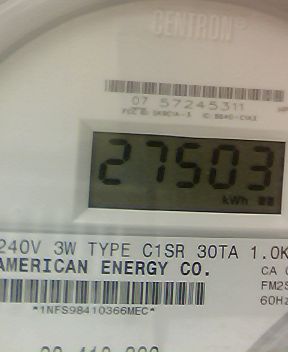 CENTRON®
07 57245311
27503
kWh
240V 3W TYPE C1SR 30TA 1.0K
AMERICAN ENERGY CO.
CA
FM2S
60Hz
*1NFS98410366MEC*